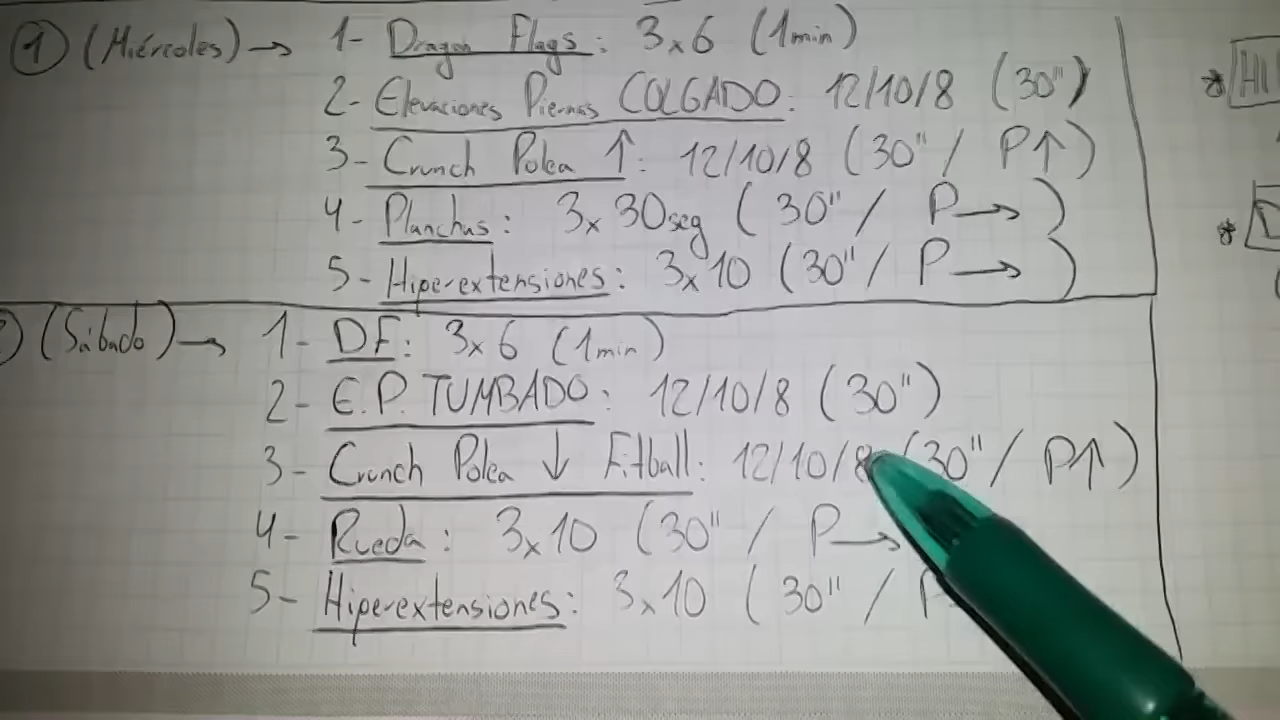 1 (Miércoles) → 1- Dragon Flags: 3x6 (1min)
2- Elevaciones Piernas COLGADO: 12/10/8 (30")
3- Crunch Polea ↑: 12/10/8 (30" / P↑)
4- Planchas: 3x30seg (30" / P→)
5- Hiperextensiones: 3x10 (30" / P→)
(Sábado) → 1- DF: 3x6 (1min)
2- E.P. TUMBADO: 12/10/8 (30")
3- Crunch Polea ↓ Fitball: 12/10/8 (30" / P↑)
4- Rueda: 3x10 (30" / P→
5- Hiperextensiones: 3x10 (30" / P